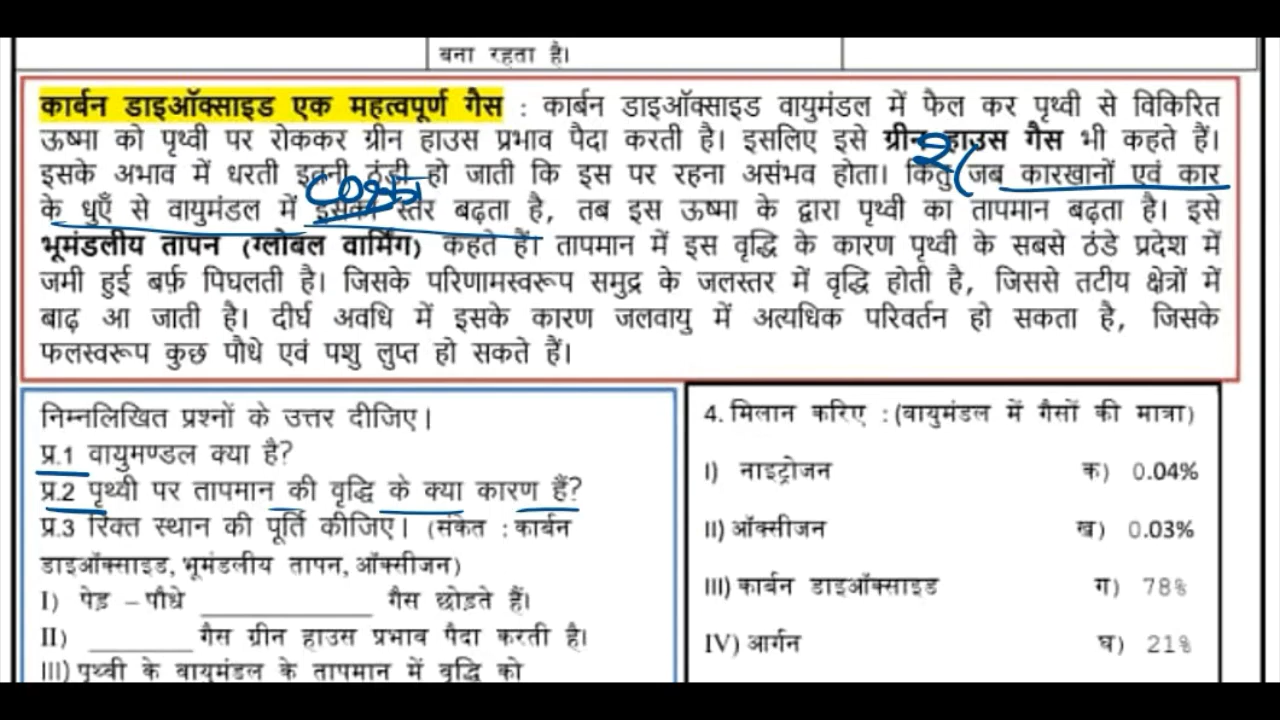 बना रहता है।
कार्बन डाइऑक्साइड एक महत्वपूर्ण गैस : कार्बन डाइऑक्साइड वायुमंडल में फैल कर पृथ्वी से विकिरित
ऊष्मा को पृथ्वी पर रोककर ग्रीन हाउस प्रभाव पैदा करती है। इसलिए इसे ग्रीन हाउस गैस भी कहते हैं।
इसके अभाव में धरती इतनी ठंडी हो जाती कि इस पर रहना असंभव होता। किंतु जब कारखानों एवं कार
के धुएँ से वायुमंडल में इसका स्तर बढ़ता है, तब इस ऊष्मा के द्वारा पृथ्वी का तापमान बढ़ता है। इसे
भूमंडलीय तापन (ग्लोबल वार्मिंग) कहते हैं। तापमान में इस वृद्धि के कारण पृथ्वी के सबसे ठंडे प्रदेश में
जमी हुई बर्फ़ पिघलती है। जिसके परिणामस्वरूप समुद्र के जलस्तर में वृद्धि होती है, जिससे तटीय क्षेत्रों में
बाढ़ आ जाती है। दीर्घ अवधि में इसके कारण जलवायु में अत्यधिक परिवर्तन हो सकता है, जिसके
फलस्वरूप कुछ पौधे एवं पशु लुप्त हो सकते हैं।
निम्नलिखित प्रश्नों के उत्तर दीजिए।
प्र.1 वायुमण्डल क्या है?
प्र.2 पृथ्वी पर तापमान की वृद्धि के क्या कारण हैं?
प्र.3 रिक्त स्थान की पूर्ति कीजिए। (संकेत : कार्बन
डाइऑक्साइड, भूमंडलीय तापन, ऑक्सीजन)
I) पेड़ – पौधे ____________ गैस छोड़ते हैं।
II) ________ गैस ग्रीन हाउस प्रभाव पैदा करती है।
III) पृथ्वी के वायुमंडल के तापमान में वृद्धि को
4. मिलान करिए : (वायुमंडल में गैसों की मात्रा)
I) नाइट्रोजन क) 0.04%
II) ऑक्सीजन ख) 0.03%
III) कार्बन डाइऑक्साइड ग) 78%
IV) आर्गन घ) 21%